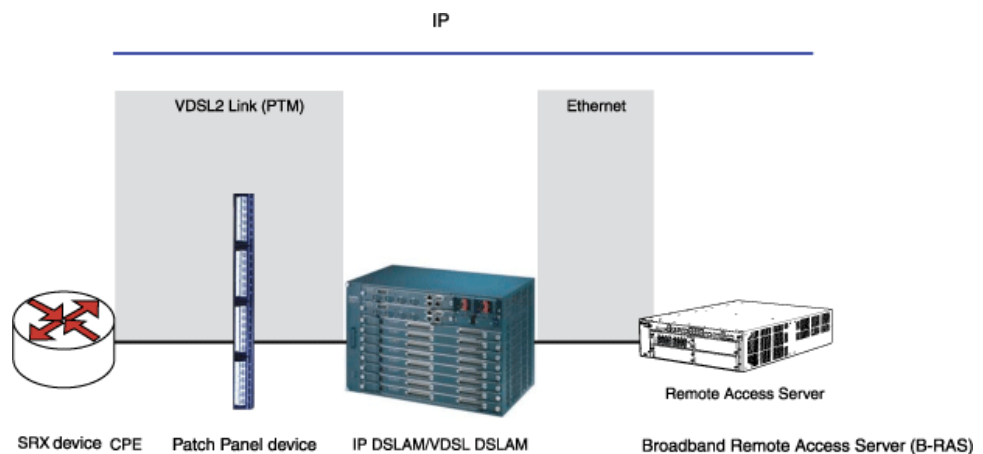 IP
VDSL2 Link (PTM)
Ethernet
Remote Access Server
SRX device CPE
Patch Panel device
IP DSLAM/VDSL DSLAM
Broadband Remote Access Server (B-RAS)